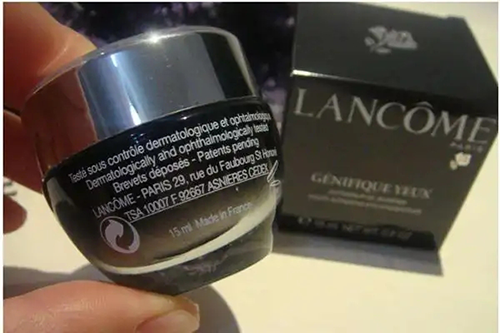 Testé sous contrôle dermatologique et ophtalmologique
Dermatologically and ophthalmologically tested
Brevets déposés - Patents pending
LANCÔME - PARIS 29, rue du Faubourg St Honoré
TSA 10007 F 92667 ASNIERES CEDEX
15 ml Made in France
LANCÔME
PARIS
GÉNIFIQUE YEUX